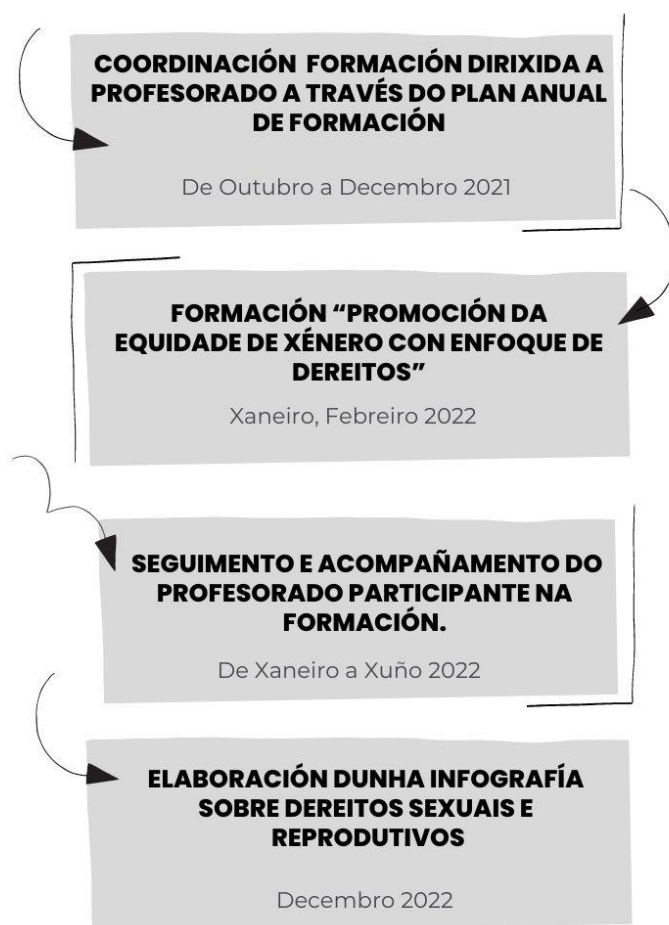 COORDINACIÓN FORMACIÓN DIRIXIDA A
PROFESORADO A TRAVÉS DO PLAN ANUAL
DE FORMACIÓN
De Outubro a Decembro 2021
FORMACIÓN “PROMOCIÓN DA
EQUIDADE DE XÉNERO CON ENFOQUE DE
DEREITOS”
Xaneiro, Febreiro 2022
SEGUIMENTO E ACOMPAÑAMENTO DO
PROFESORADO PARTICIPANTE NA
FORMACIÓN.
De Xaneiro a Xuño 2022
ELABORACIÓN DUNHA INFOGRAFÍA
SOBRE DEREITOS SEXUAIS E
REPRODUTIVOS
Decembro 2022